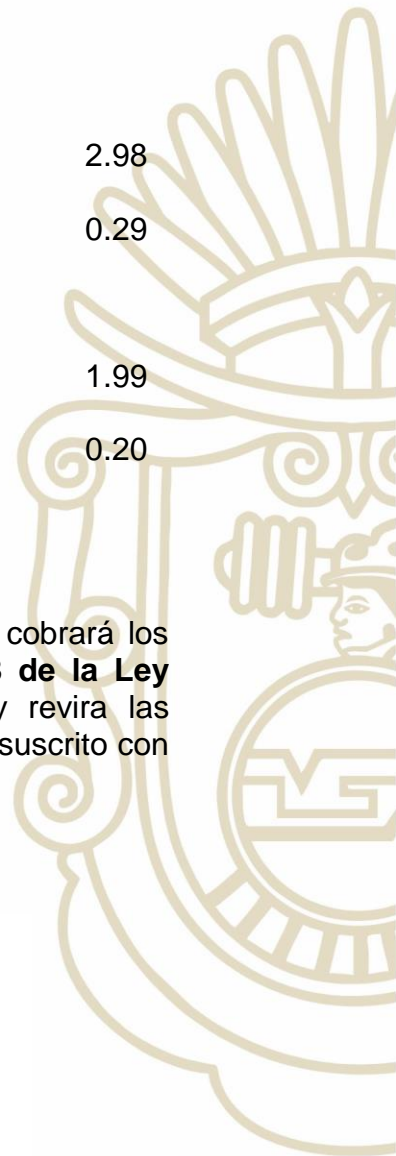 2.98
0.29
1.99
0.20
cobrará los
de la Ley
y revira las
suscrito con